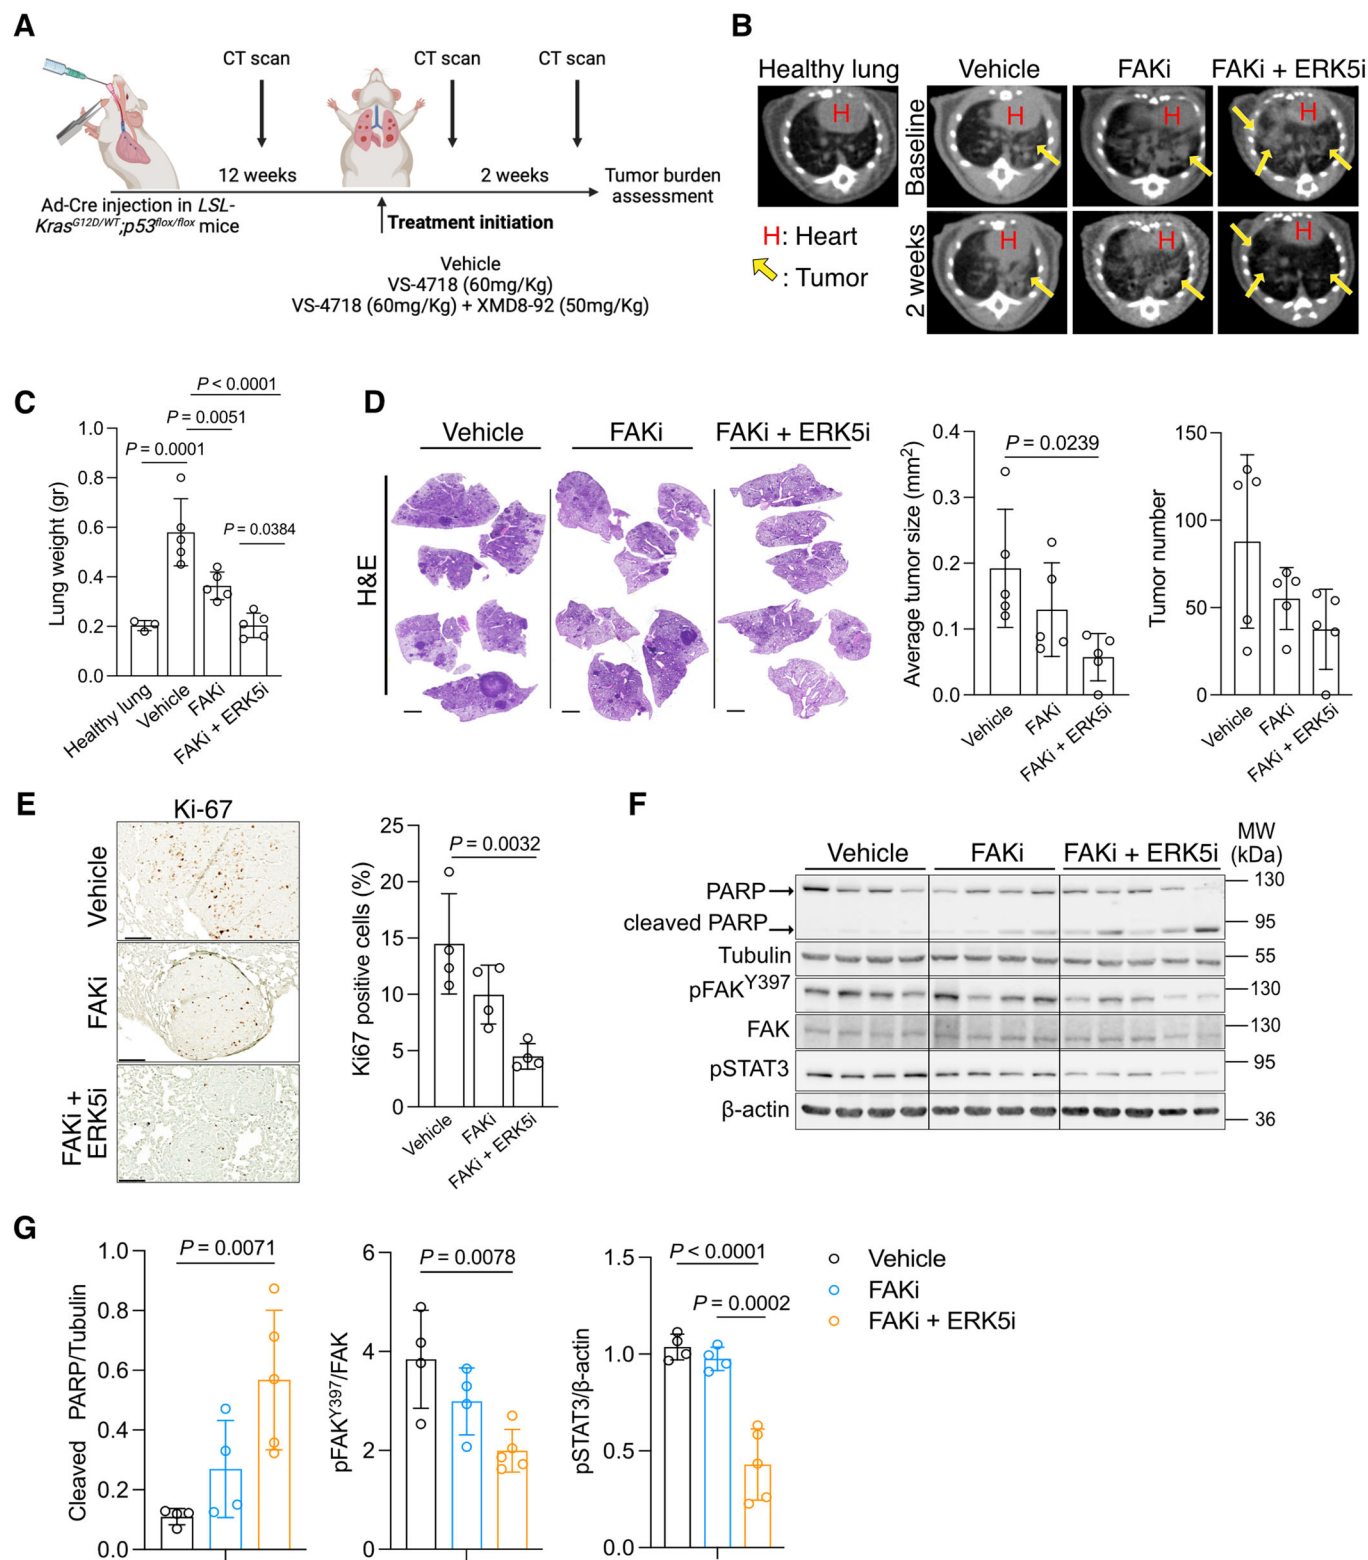 A
CT scan
CT scan
CT scan
12 weeks
2 weeks
Tumor burden
assessment
Ad-Cre injection in LSL-
Kras^G12D/WT;p53^flox/flox mice
Treatment initiation
Vehicle
VS-4718 (60mg/Kg)
VS-4718 (60mg/Kg) + XMD8-92 (50mg/Kg)
B
Healthy lung
Vehicle
FAKi
FAKi + ERK5i
Baseline
2 weeks
H
H
H
H
H
H
H
H: Heart
: Tumor
C
P < 0.0001
P = 0.0051
P = 0.0001
P = 0.0384
Lung weight (gr)
1.0
0.8
0.6
0.4
0.2
0.0
Healthy lung
Vehicle
FAKi
FAKi + ERK5i
D
Vehicle
FAKi
FAKi + ERK5i
H&E
P = 0.0239
Average tumor size (mm²)
0.4
0.3
0.2
0.1
0.0
Vehicle
FAKi
FAKi + ERK5i
Tumor number
150
100
50
0
Vehicle
FAKi
FAKi + ERK5i
E
Ki-67
Vehicle
FAKi
FAKi +
ERK5i
P = 0.0032
Ki67 positive cells (%)
25
20
15
10
5
0
Vehicle
FAKi
FAKi + ERK5i
F
Vehicle
FAKi
FAKi + ERK5i
MW
(kDa)
PARP
130
cleaved PARP
95
Tubulin
55
pFAK^Y397
130
FAK
130
pSTAT3
95
β-actin
36
G
P = 0.0071
Cleaved PARP/Tubulin
1.0
0.8
0.6
0.4
0.2
0.0
P = 0.0078
pFAK^Y397/FAK
6
4
2
0
P < 0.0001
P = 0.0002
pSTAT3/β-actin
1.5
1.0
0.5
0.0
Vehicle
FAKi
FAKi + ERK5i